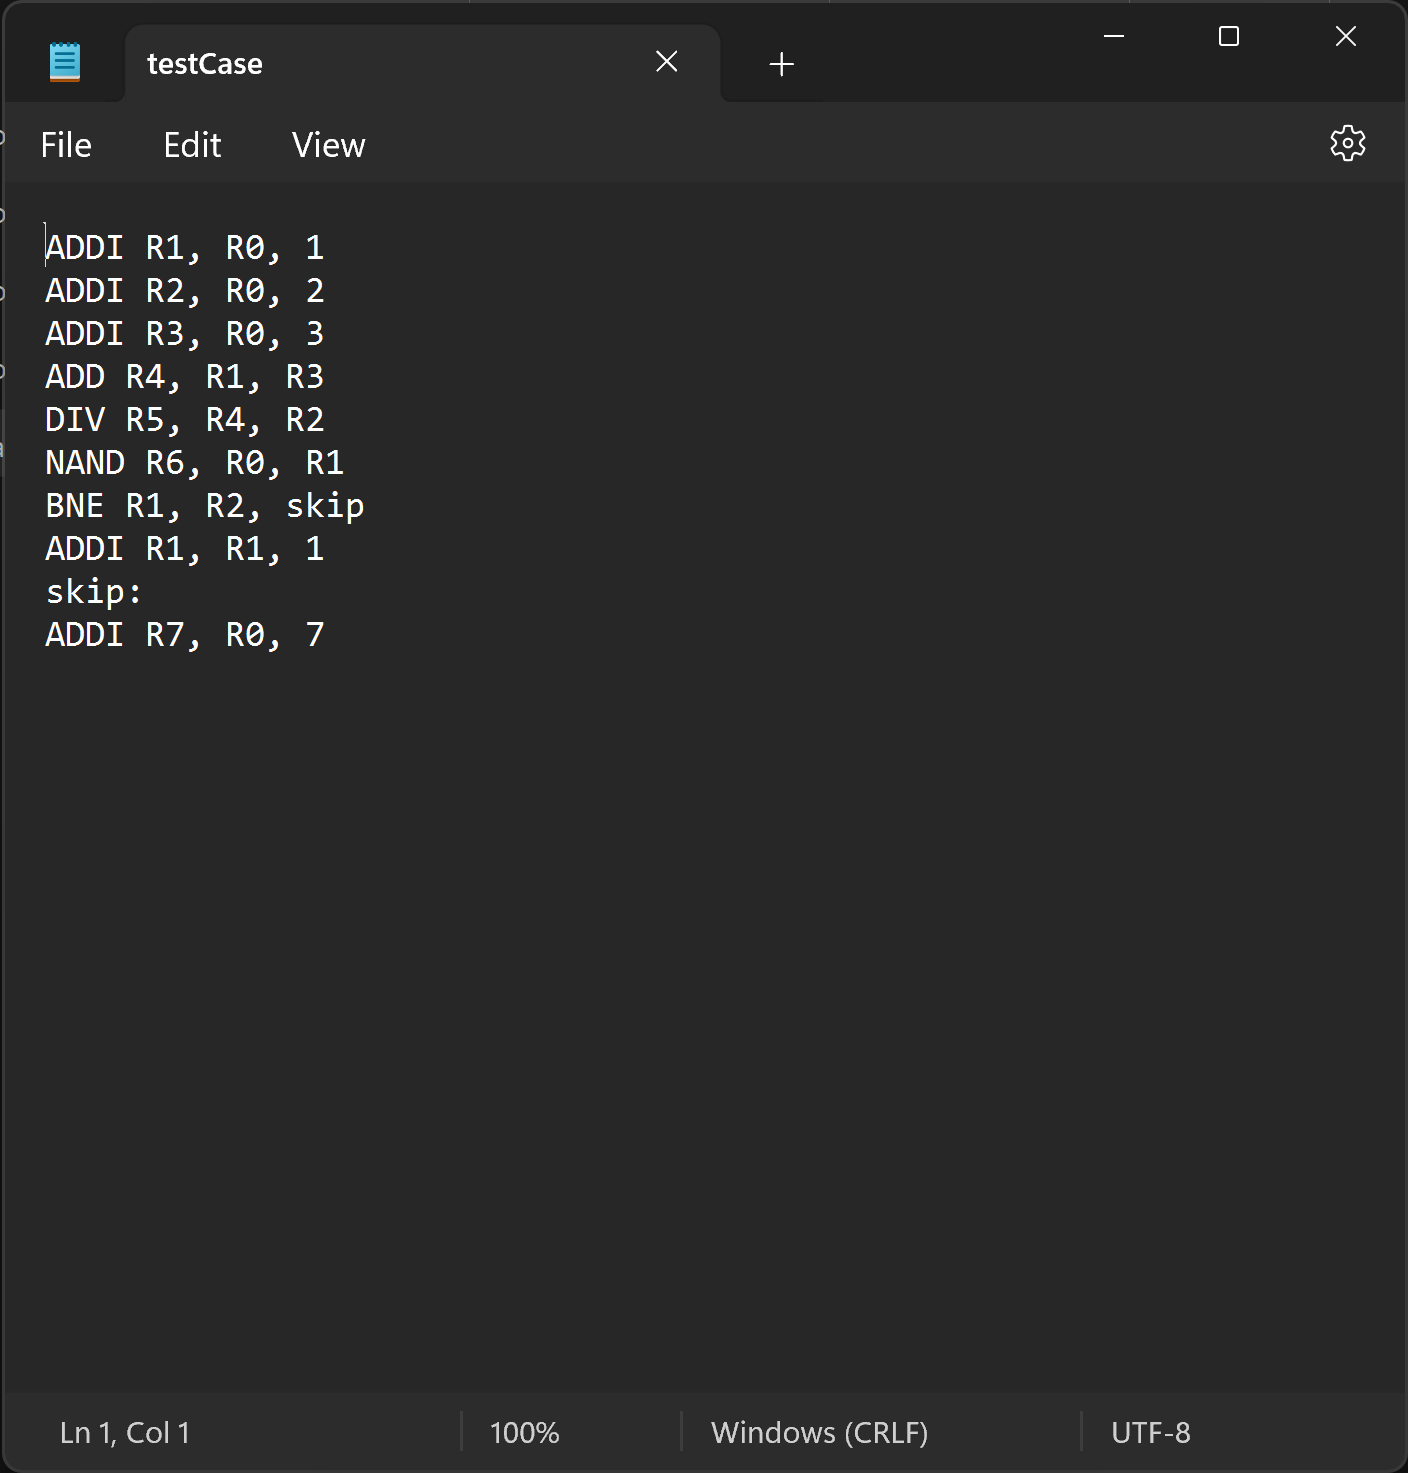 testCase
File Edit View
ADDI R1, R0, 1
ADDI R2, R0, 2
ADDI R3, R0, 3
ADD R4, R1, R3
DIV R5, R4, R2
NAND R6, R0, R1
BNE R1, R2, skip
ADDI R1, R1, 1
skip:
ADDI R7, R0, 7
Ln 1, Col 1 100% Windows (CRLF) UTF-8